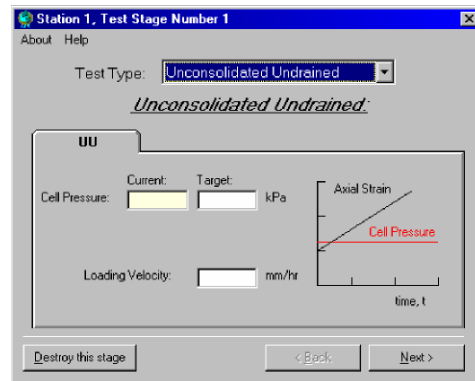 Station 1, Test Stage Number 1
About Help
Test Type: Unconsolidated Undrained
Unconsolidated Undrained:
UU
Current: Target:
Cell Pressure: kPa
Loading Velocity: mm/hr
Axial Strain
Cell Pressure
time, t
Destroy this stage < Back Next >